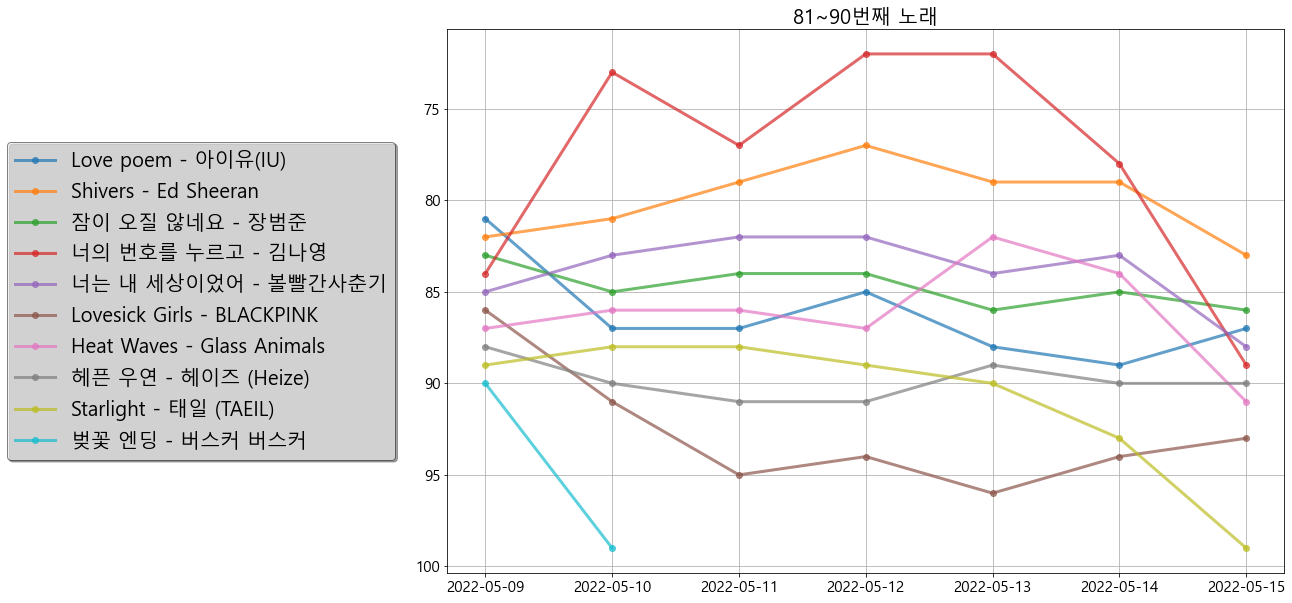 81~90번째 노래
Love poem - 아이유(IU)
Shivers - Ed Sheeran
잠이 오질 않네요 - 장범준
너의 번호를 누르고 - 김나영
너는 내 세상이었어 - 볼빨간사춘기
Lovesick Girls - BLACKPINK
Heat Waves - Glass Animals
헤픈 우연 - 헤이즈 (Heize)
Starlight - 태일 (TAEIL)
벚꽃 엔딩 - 버스커 버스커
75
80
85
90
95
100
2022-05-09 2022-05-10 2022-05-11 2022-05-12 2022-05-13 2022-05-14 2022-05-15